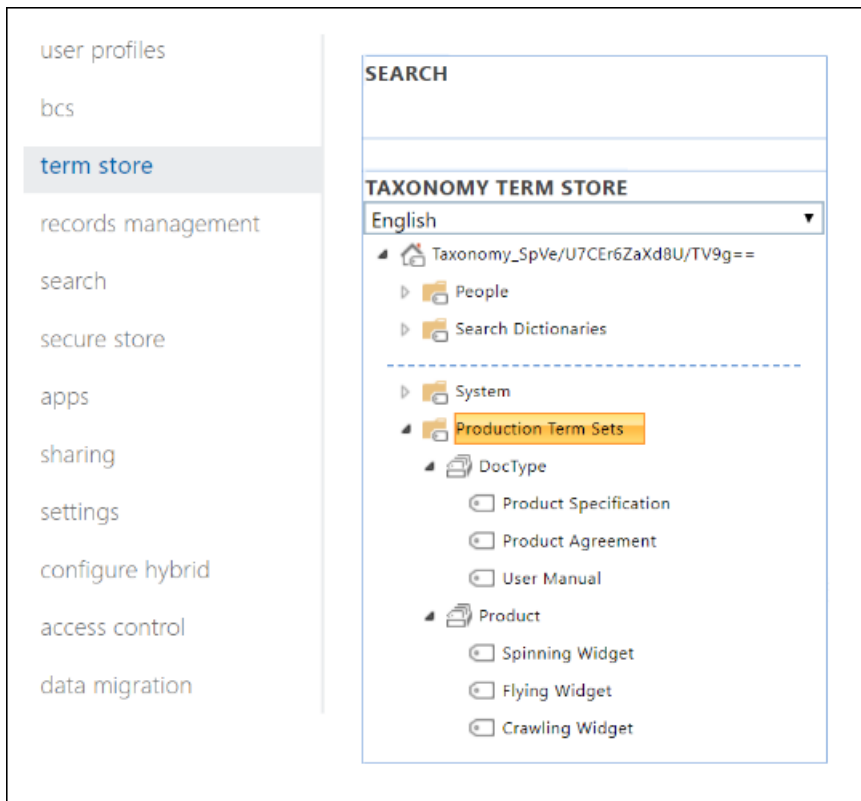 user profiles
bcs
term store
records management
search
secure store
apps
sharing
settings
configure hybrid
access control
data migration
SEARCH
TAXONOMY TERM STORE
English
Taxonomy_SpVe/U7CEr6ZaXd8U/TV9g==
People
Search Dictionaries
System
Production Term Sets
DocType
Product Specification
Product Agreement
User Manual
Product
Spinning Widget
Flying Widget
Crawling Widget